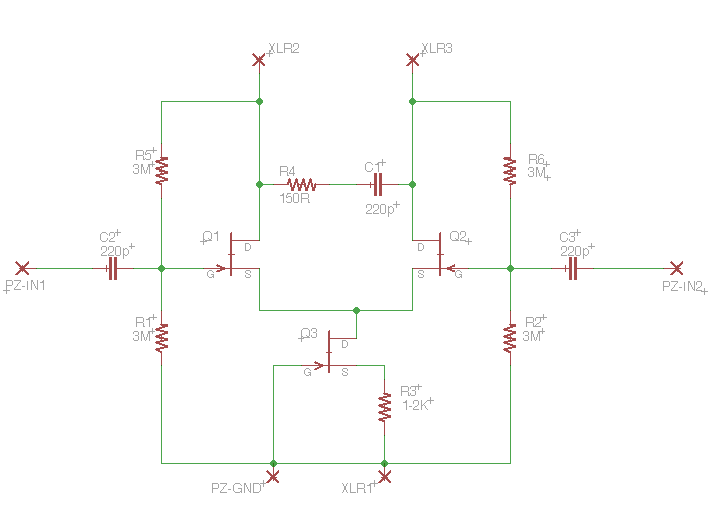 XLR2
XLR3
R5
3M
R4
150R
C1
220p
R6
3M
C2
220p
Q1
D
G
S
D
S
G
Q2
C3
220p
PZ-IN1
PZ-IN2
R1
3M
Q3
D
G
S
R2
3M
R3
1-2K
PZ-GND
XLR1